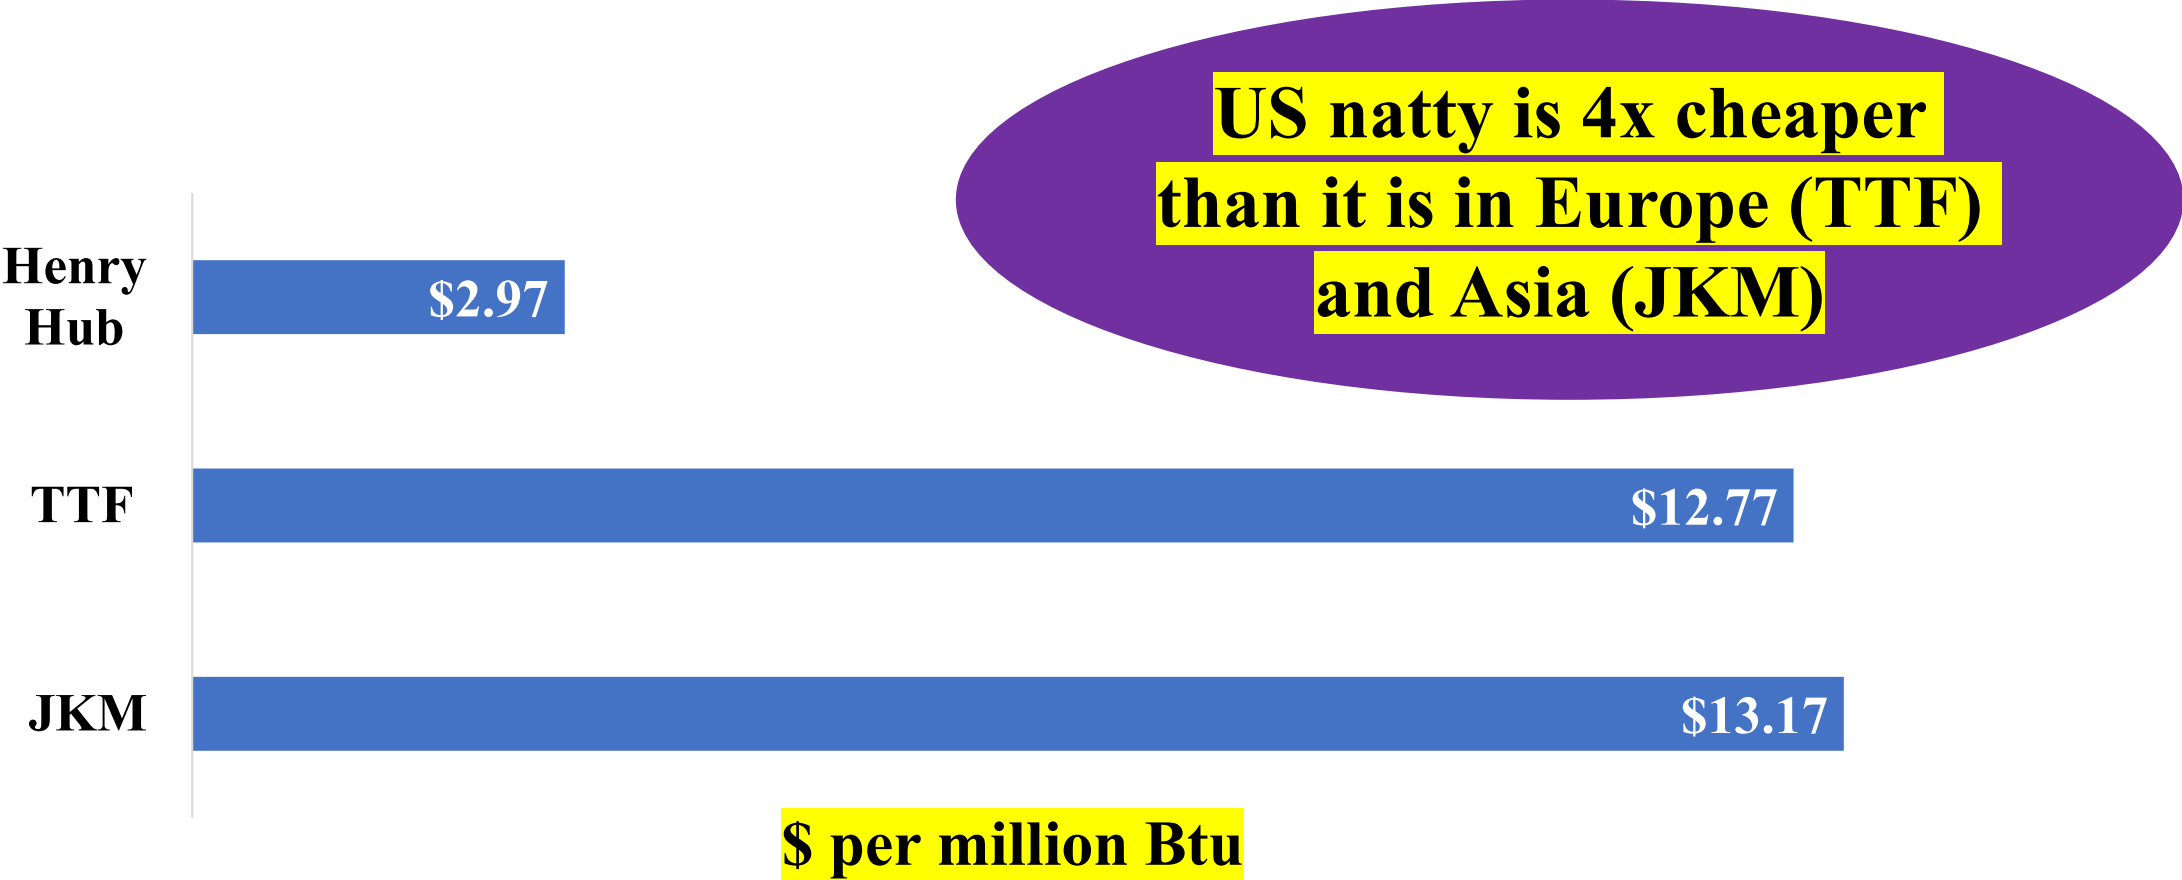 US natty is 4x cheaper
than it is in Europe (TTF)
and Asia (JKM)
Henry
Hub
$2.97
TTF
$12.77
JKM
$13.17
$ per million Btu